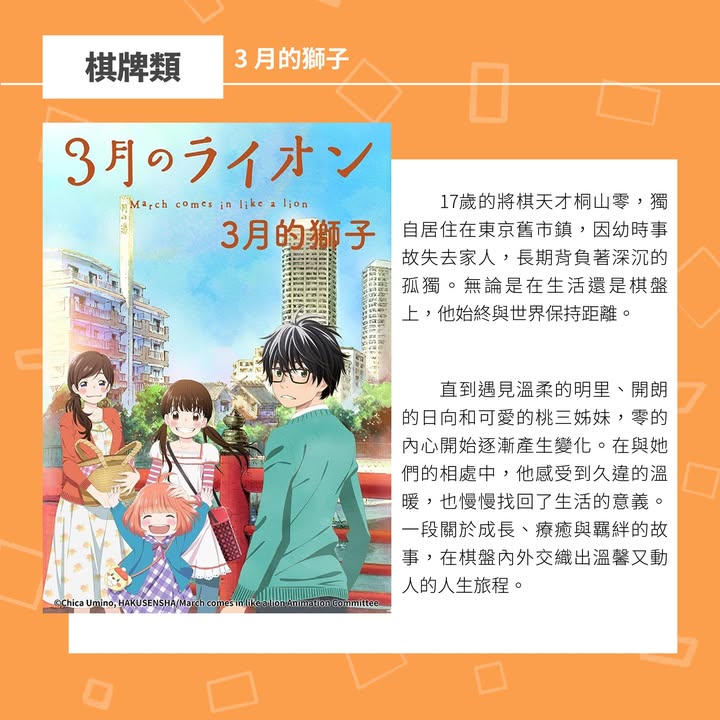 棋牌類
3 月的獅子
3月のライオン
March comes in like a lion
3月的獅子
©Chica Umino, HAKUSENSHA/March comes in like a lion Animation Committee
17歲的將棋天才桐山零，獨
自居住在東京舊市鎮，因幼時事
故失去家人，長期背負著深沉的
孤獨。無論是在生活還是棋盤
上，他始終與世界保持距離。
直到遇見溫柔的明里、開朗
的日向和可愛的桃三姊妹，零的
內心開始逐漸產生變化。在與她
們的相處中，他感受到久違的溫
暖，也慢慢找回了生活的意義。
一段關於成長、療癒與羈絆的故
事，在棋盤內外交織出溫馨又動
人的人生旅程。